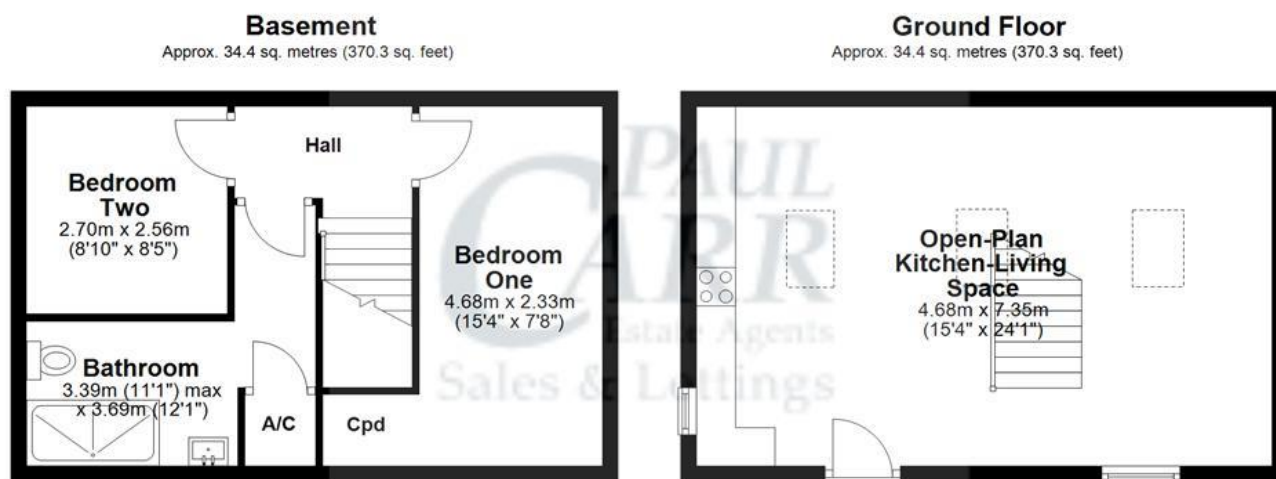 Basement
Approx. 34.4 sq. metres (370.3 sq. feet)
Ground Floor
Approx. 34.4 sq. metres (370.3 sq. feet)
Hall
Bedroom
Two
2.70m x 2.56m
(8'10" x 8'5")
Bedroom
One
4.68m x 2.33m
(15'4" x 7'8")
Bathroom
3.39m (11'1") max
x 3.69m (12'1")
A/C
Cpd
Open-Plan
Kitchen-Living
Space
4.68m x 7.35m
(15'4" x 24'1")
PAUL
CARR
Estate Agents
Sales & Lettings